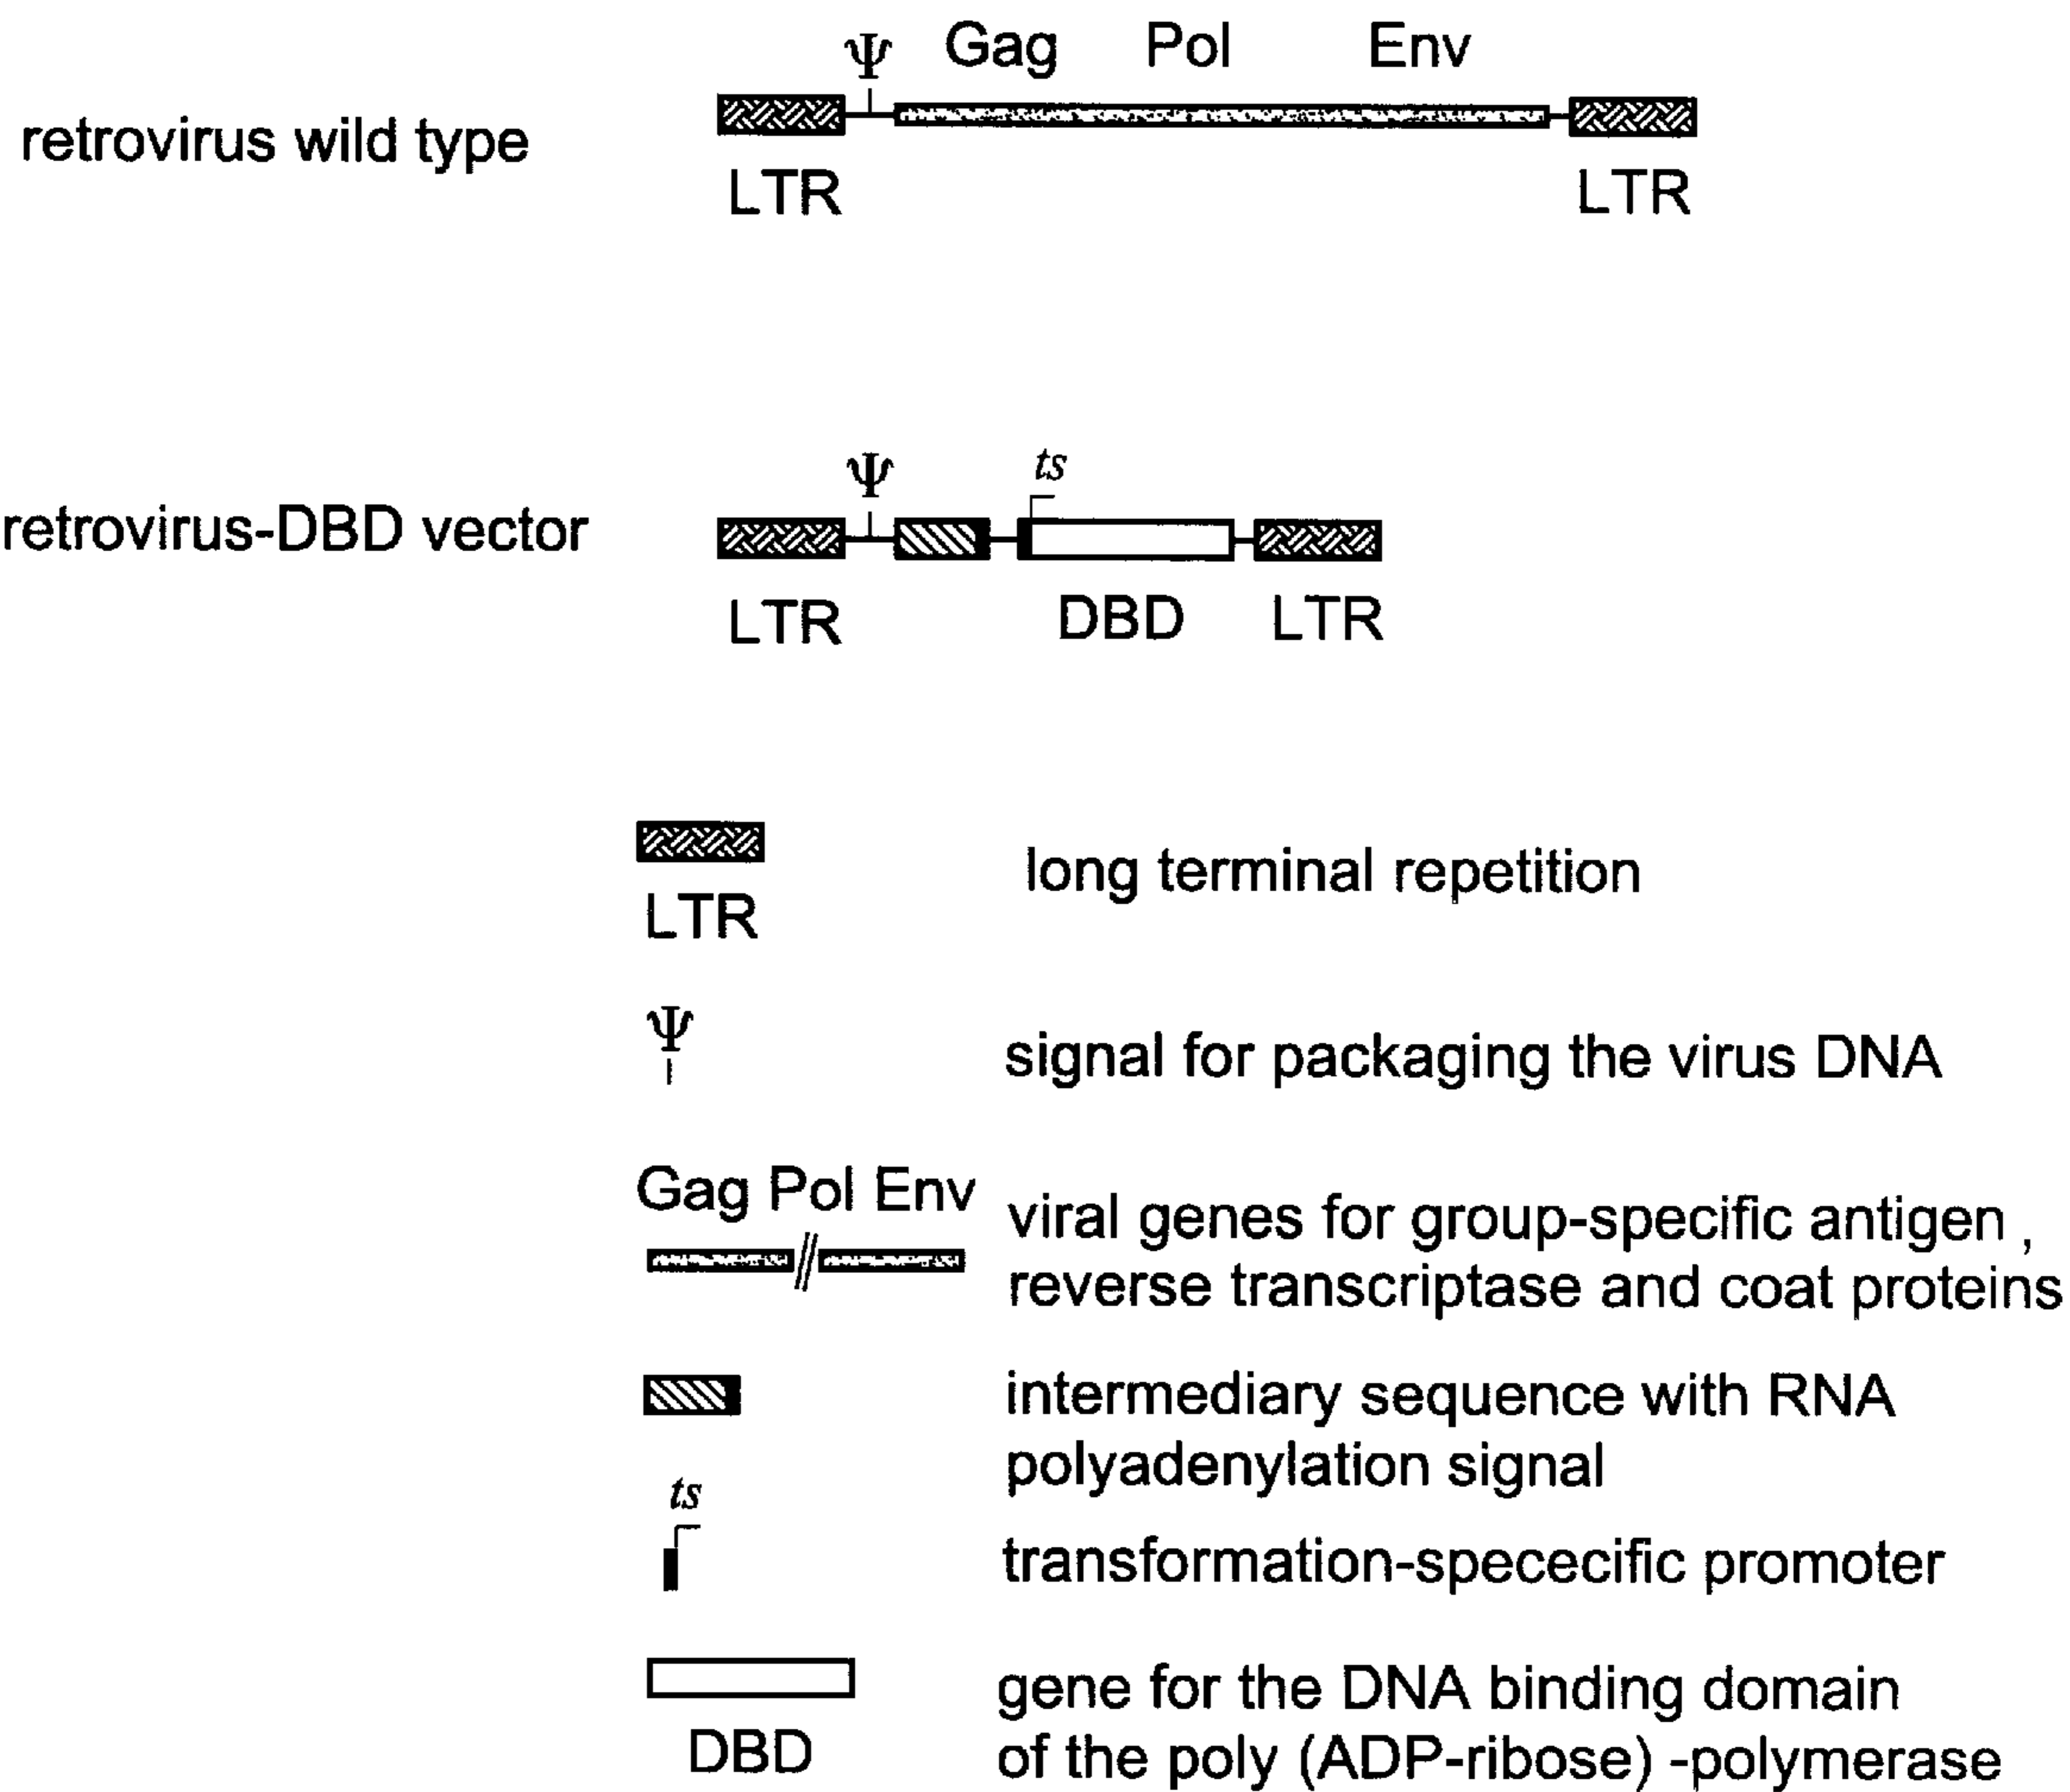 Ψ Gag Pol Env
retrovirus wild type
LTR LTR
Ψ ts
retrovirus-DBD vector
LTR DBD LTR
long terminal repetition
LTR
Ψ
signal for packaging the virus DNA
Gag Pol Env
viral genes for group-specific antigen ,
reverse transcriptase and coat proteins
intermediary sequence with RNA
polyadenylation signal
ts
transformation-spececific promoter
gene for the DNA binding domain
DBD
of the poly (ADP-ribose) -polymerase